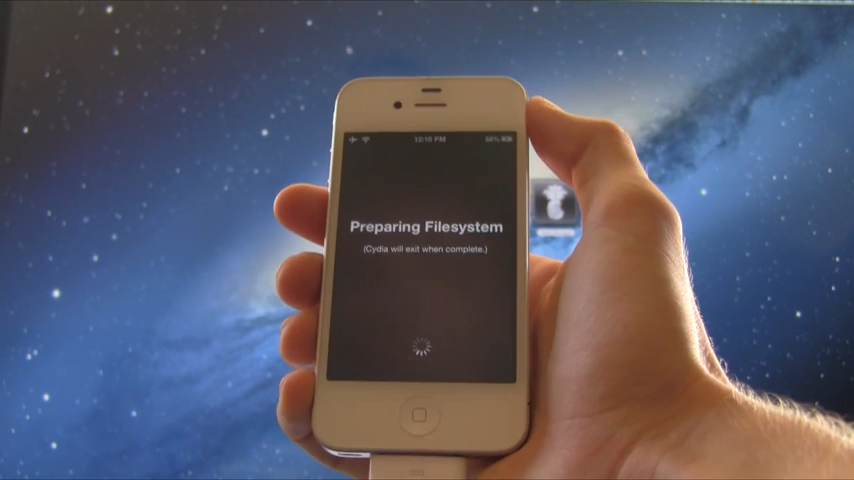 12:10 PM
Preparing Filesystem
(Cydia will exit when complete.)